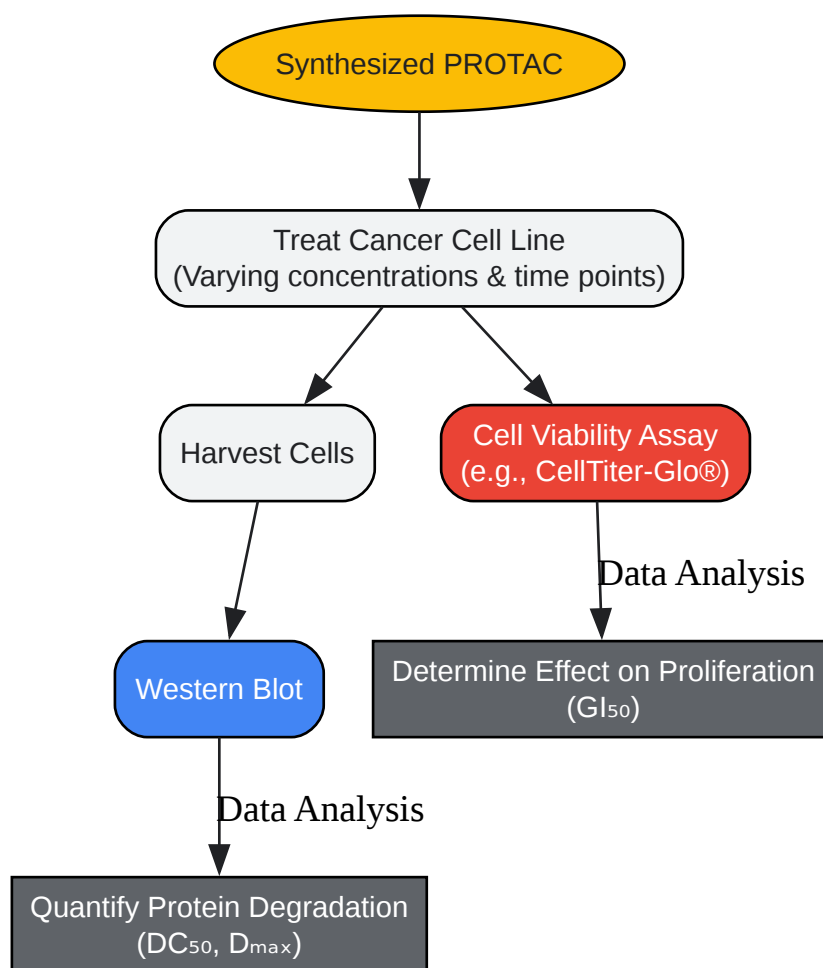 Synthesized PROTAC
Treat Cancer Cell Line
(Varying concentrations & time points)
Harvest Cells
Cell Viability Assay
(e.g., CellTiter-Glo®)
Data Analysis
Western Blot
Determine Effect on Proliferation
(GI₅₀)
Data Analysis
Quantify Protein Degradation
(DC₅₀, Dₘₐₓ)